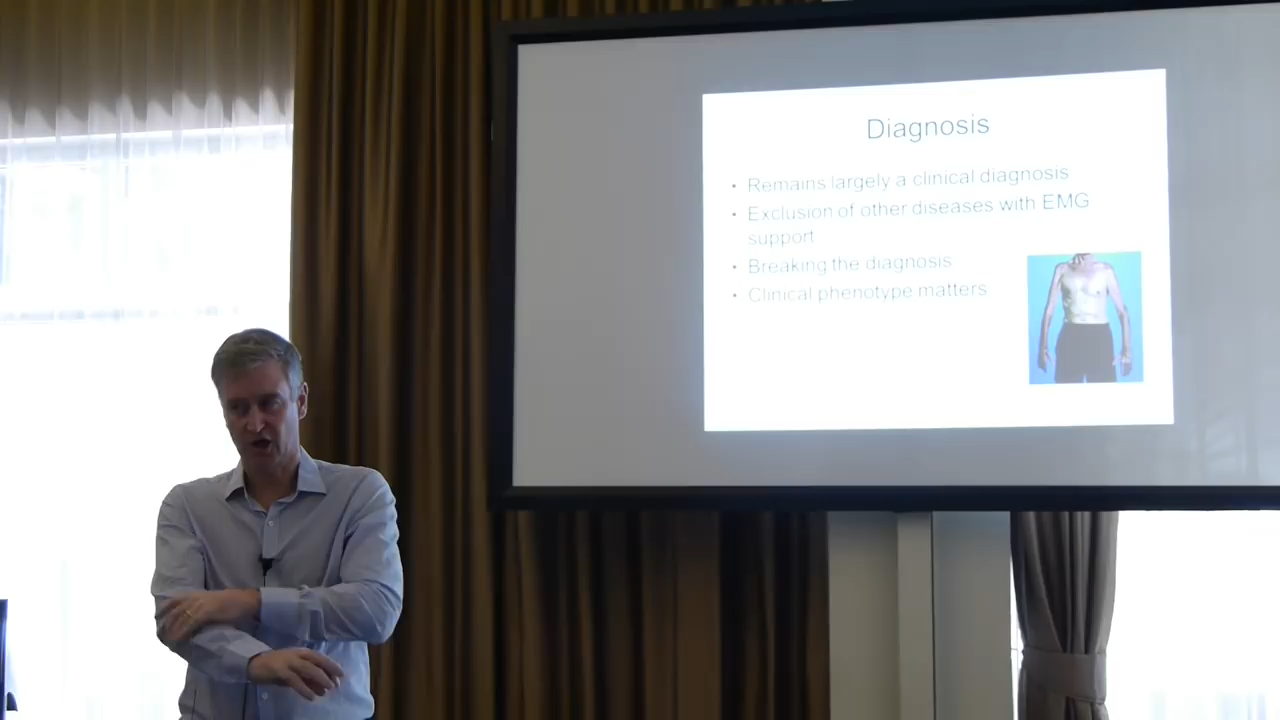 Diagnosis
• Remains largely a clinical diagnosis
• Exclusion of other diseases with EMG
support
• Breaking the diagnosis
• Clinical phenotype matters